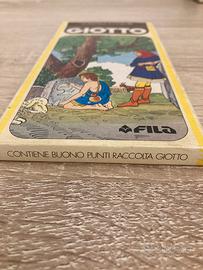 GIOTTO
FILA
CONTIENE BUONO PUNTI RACCOLTA GIOTTO